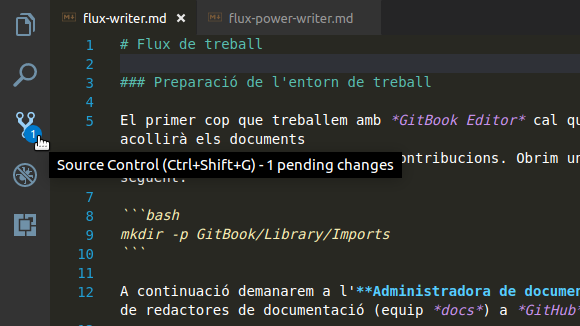 flux-writer.md × flux-power-writer.md
1 # Flux de treball
2
3 ### Preparació de l'entorn de treball
4
5 El primer cop que treballem amb *GitBook Editor* cal qu
acollirà els documents
1
Source Control (Ctrl+Shift+G) - 1 pending changes
ontribucions. Obrim un
següent:
7
8 ```bash
9 mkdir -p GitBook/Library/Imports
10 ```
11
12 A continuació demanarem a l'**Administradora de documen
de redactores de documentació (equip *docs*) a *GitHub*